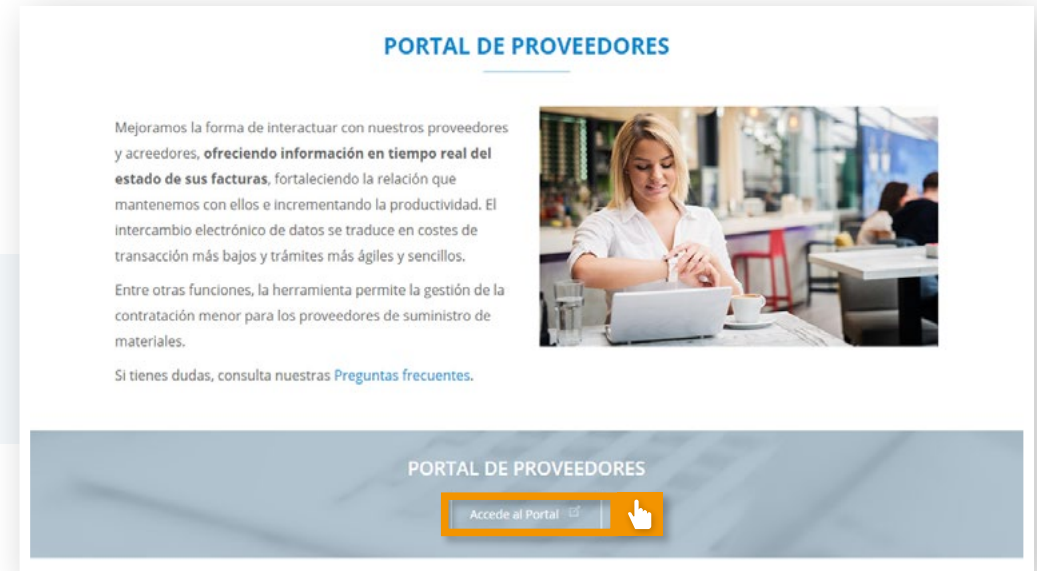 PORTAL DE PROVEEDORES
Mejoramos la forma de interactuar con nuestros proveedores
y acreedores, ofreciendo información en tiempo real del
estado de sus facturas, fortaleciendo la relación que
mantenemos con ellos e incrementando la productividad. El
intercambio electrónico de datos se traduce en costes de
transacción más bajos y trámites más ágiles y sencillos.
Entre otras funciones, la herramienta permite la gestión de la
contratación menor para los proveedores de suministro de
materiales.
Si tienes dudas, consulta nuestras Preguntas frecuentes.
PORTAL DE PROVEEDORES
Accede al Portal